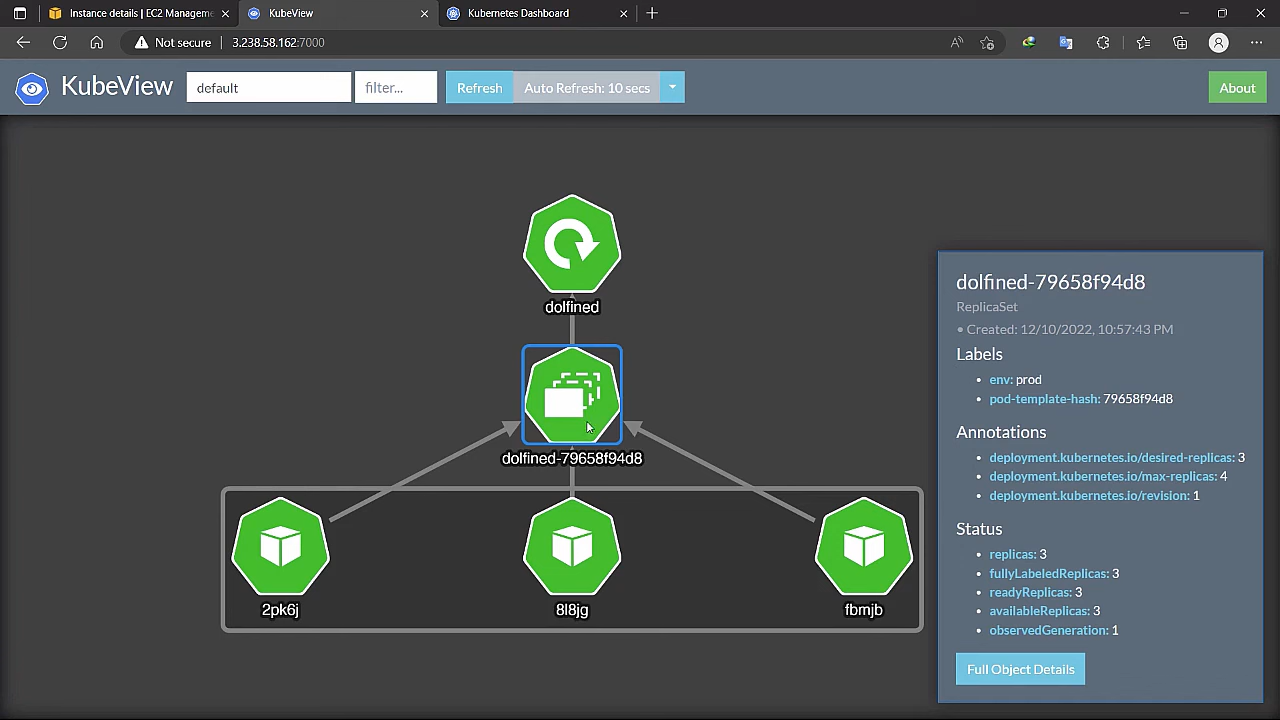 Instance details | EC2 Manageme
KubeView
Kubernetes Dashboard
Not secure
3.238.58.162:7000
KubeView
default
filter...
Refresh
Auto Refresh: 10 secs
About
dolfined
dolfined-79658f94d8
2pk6j
8l8jg
fbmjb
dolfined-79658f94d8
ReplicaSet
• Created: 12/10/2022, 10:57:43 PM
Labels
• env: prod
• pod-template-hash: 79658f94d8
Annotations
• deployment.kubernetes.io/desired-replicas: 3
• deployment.kubernetes.io/max-replicas: 4
• deployment.kubernetes.io/revision: 1
Status
• replicas: 3
• fullyLabeledReplicas: 3
• readyReplicas: 3
• availableReplicas: 3
• observedGeneration: 1
Full Object Details